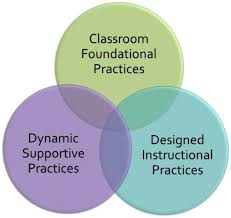 Classroom
Foundational
Practices
Dynamic
Supportive
Practices
Designed
Instructional
Practices